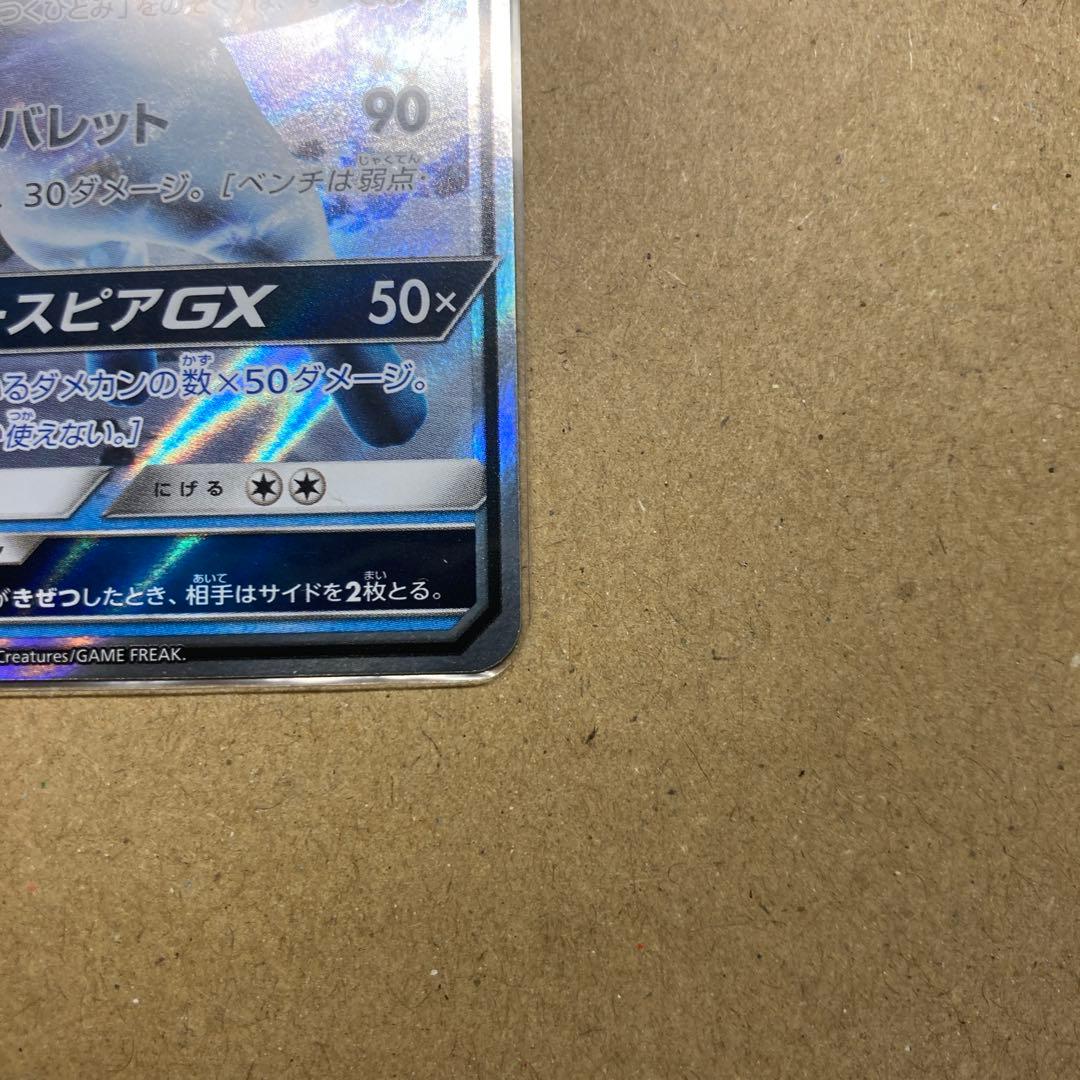 つくひとみ」をのぞく）は、
バレット 90
30ダメージ。［ベンチは弱点・
じゃくてん
ースピアGX 50×
いるダメカンの数×50ダメージ。
かず
使えない。］
つか
にげる
がきぜつしたとき、相手はサイドを2枚とる。
あいて まい
Creatures/GAME FREAK.